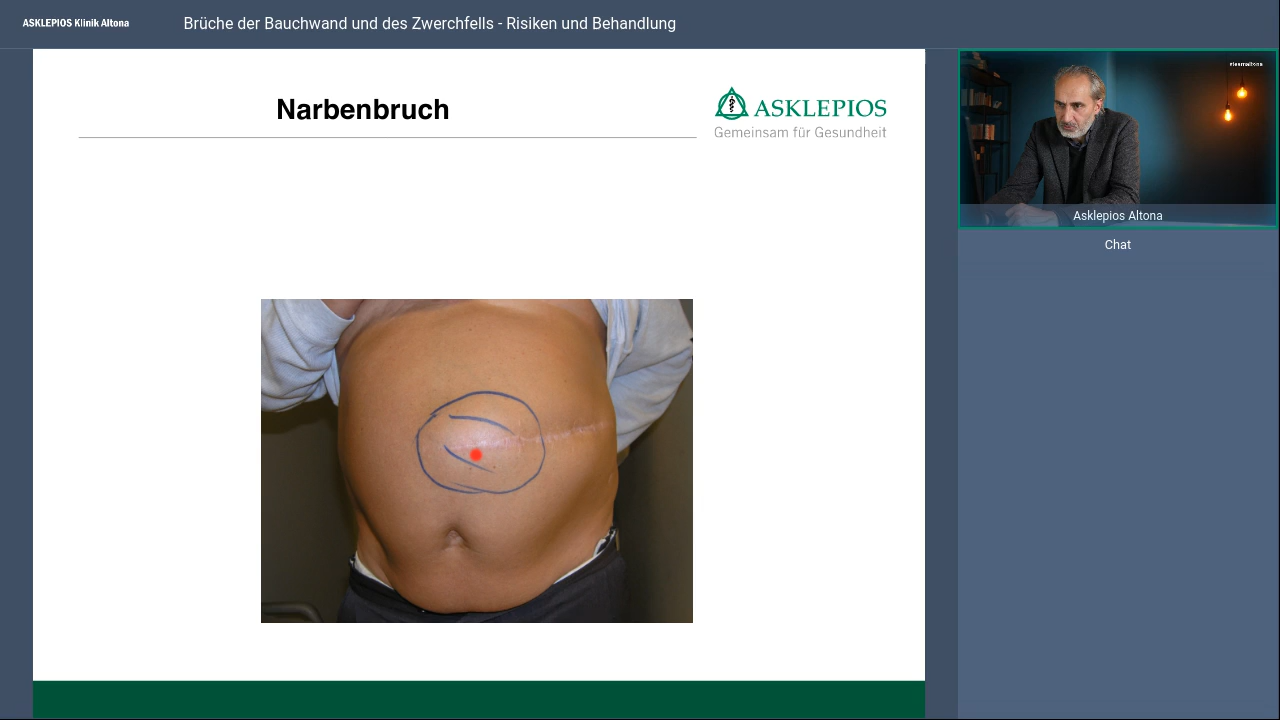 ASKLEPIOS Klinik Altona
Brüche der Bauchwand und des Zwerchfells - Risiken und Behandlung
Narbenbruch
ASKLEPIOS
Gemeinsam für Gesundheit
#teamaltona
Asklepios Altona
Chat